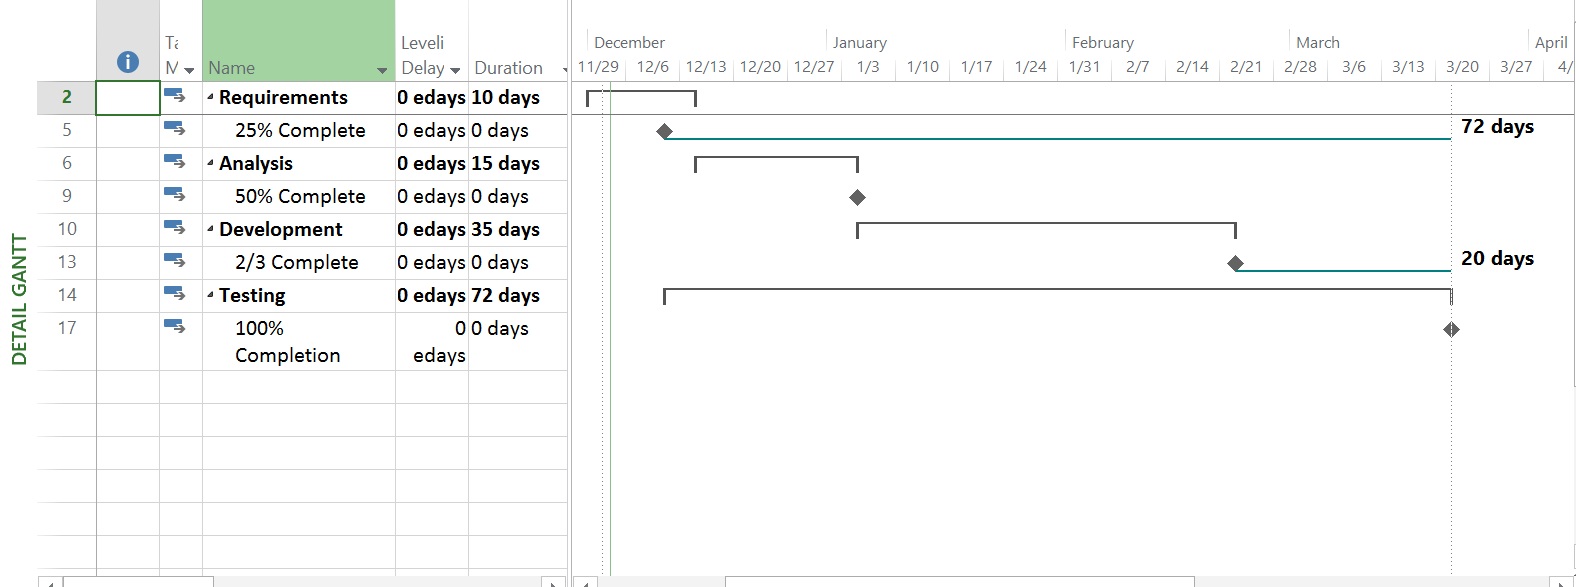 December January February March April
Ta Leveli
M Name Delay Duration 11/29 12/6 12/13 12/20 12/27 1/3 1/10 1/17 1/24 1/31 2/7 2/14 2/21 2/28 3/6 3/13 3/20 3/27 4/
2 Requirements 0 edays 10 days
5 25% Complete 0 edays 0 days 72 days
6 Analysis 0 edays 15 days
9 50% Complete 0 edays 0 days
10 Development 0 edays 35 days
13 2/3 Complete 0 edays 0 days 20 days
14 Testing 0 edays 72 days
17 100% 0 0 days
Completion edays
DETAIL GANTT